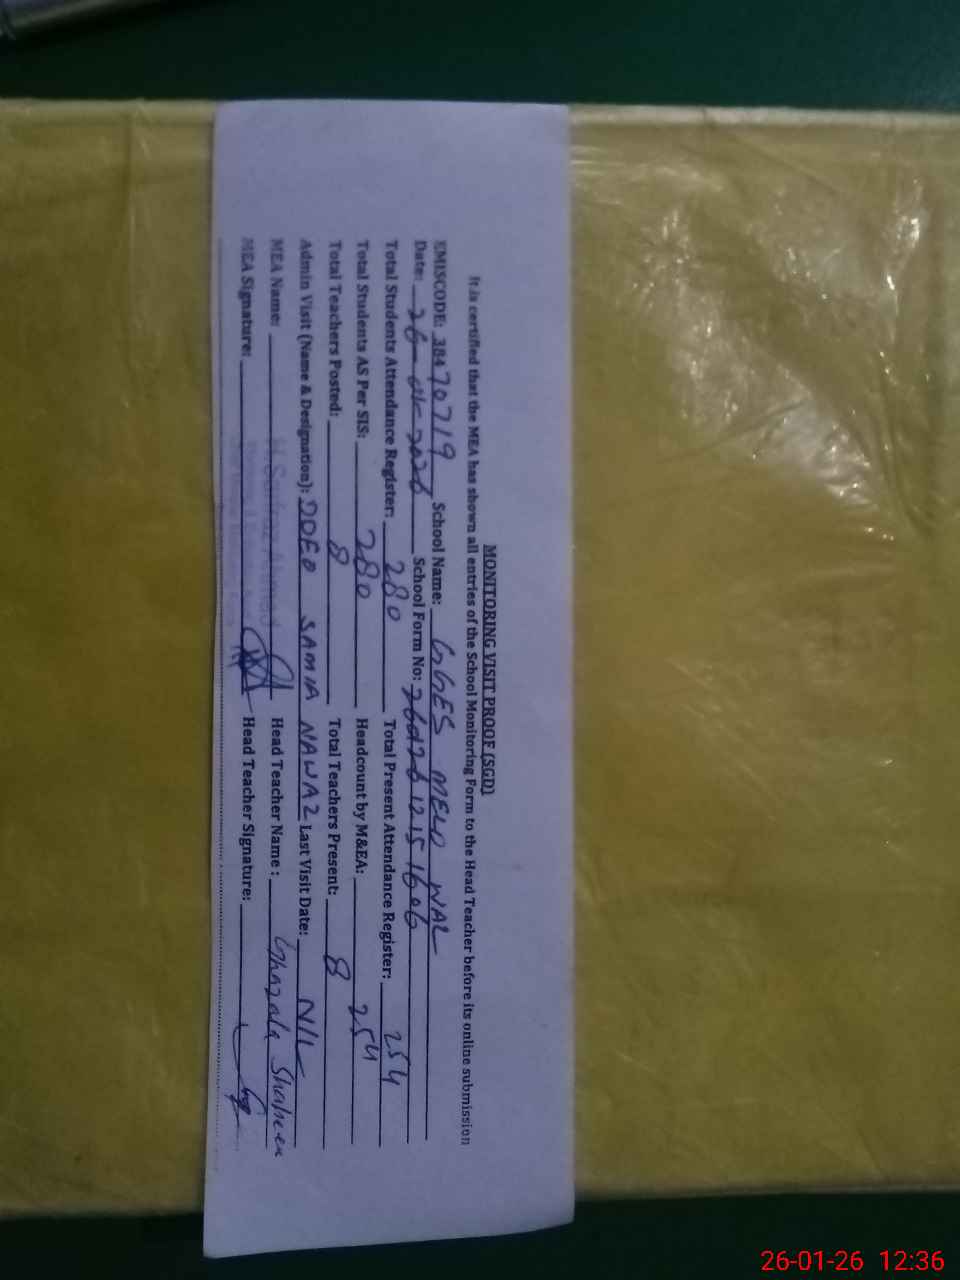 MONITORING VISIT PROOF (SGD)
It is certified that the MEA has shown all entries of the School Monitoring Form to the Head Teacher before its online submission
EMISCODE: 38470719 School Name: GGES MELO WAL
Date: 26-01-2026 School Form No:
Total Students Attendance Register: 280 Total Present Attendance Register: 254
Total Students AS Per SIS: 280 Headcount by M&EA: 254
Total Teachers Posted: 8 Total Teachers Present: 8
Admin Visit (Name & Designation): DDEO SAMIA NAWAZ Last Visit Date: NIL
MEA Name: Sarfraz Ahmad Head Teacher Name: Ghazala Shaheen
MEA Signature: Head Teacher Signature:
26-01-26 12:36